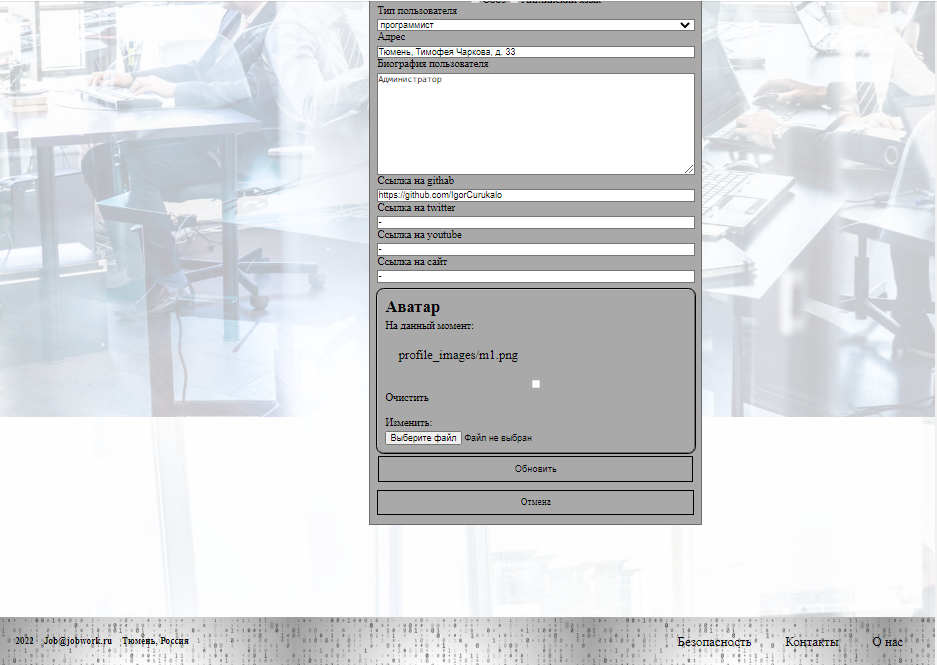 Тип пользователя
программист
Адрес
Тюмень, Тимофея Чаркова, д. 33
Биография пользователя
Администратор
Ссылка на githab
https://github.com/IgorCurukalo
Ссылка на twitter
-
Ссылка на youtube
-
Ссылка на сайт
-
Аватар
На данный момент:
profile_images/m1.png
Очистить
Изменить:
Выберите файл Файл не выбран
Обновить
Отмена
2022 Job@jobwork.ru Тюмень, Россия Безопасность Контакты О нас